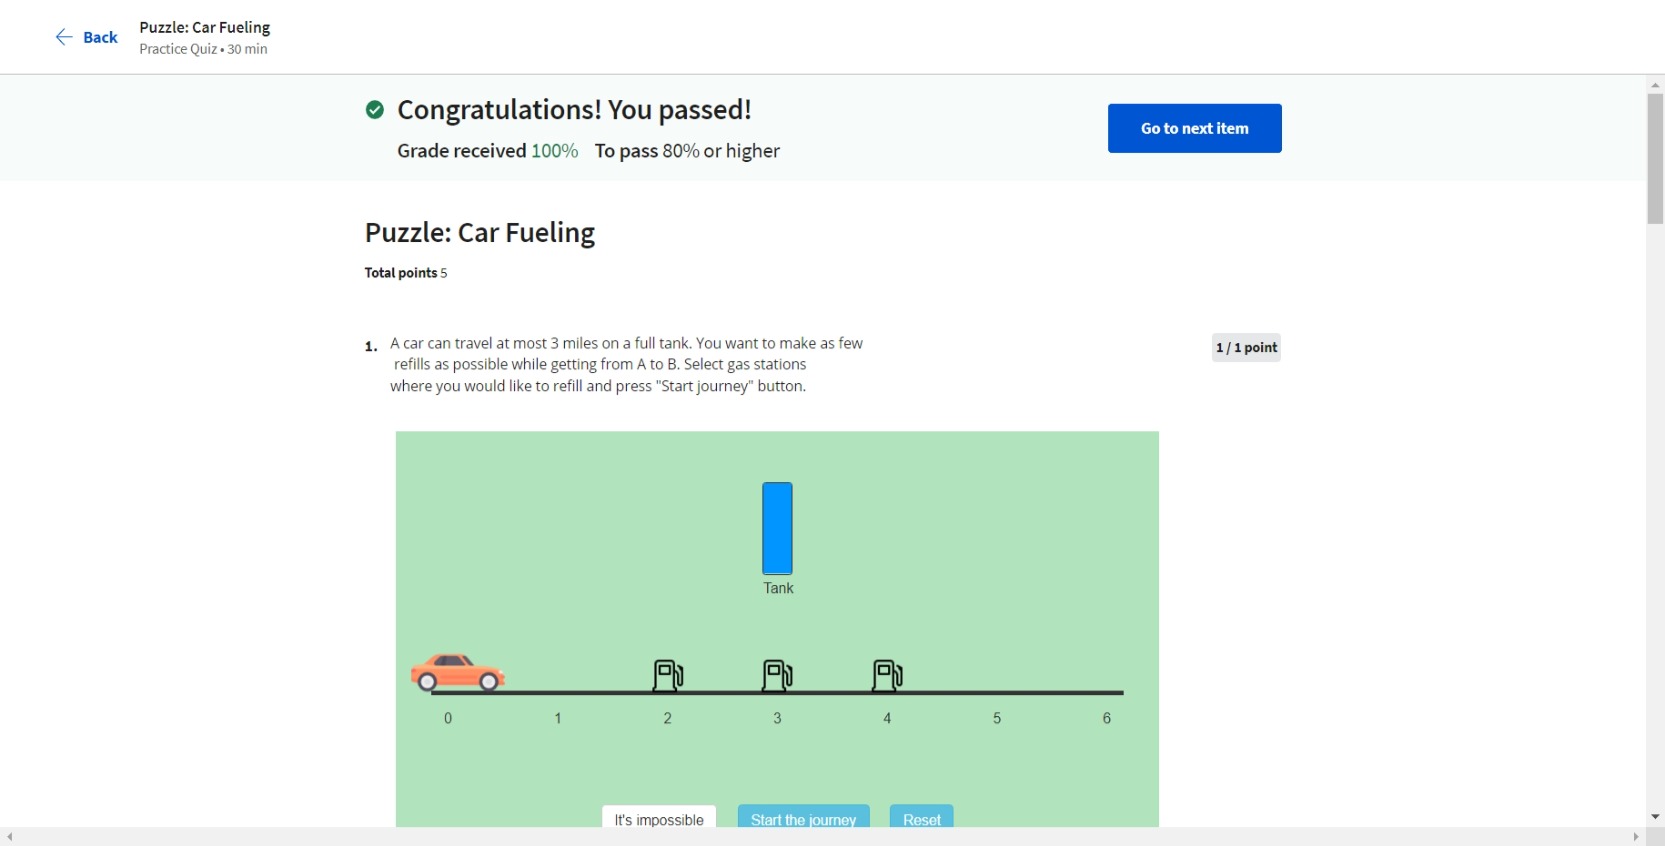 Back
Puzzle: Car Fueling
Practice Quiz • 30 min
Congratulations! You passed!
Grade received 100% To pass 80% or higher
Go to next item
Puzzle: Car Fueling
Total points 5
1. A car can travel at most 3 miles on a full tank. You want to make as few
refills as possible while getting from A to B. Select gas stations
where you would like to refill and press "Start journey" button.
1 / 1 point
Tank
0 1 2 3 4 5 6
It's impossible Start the journey Reset